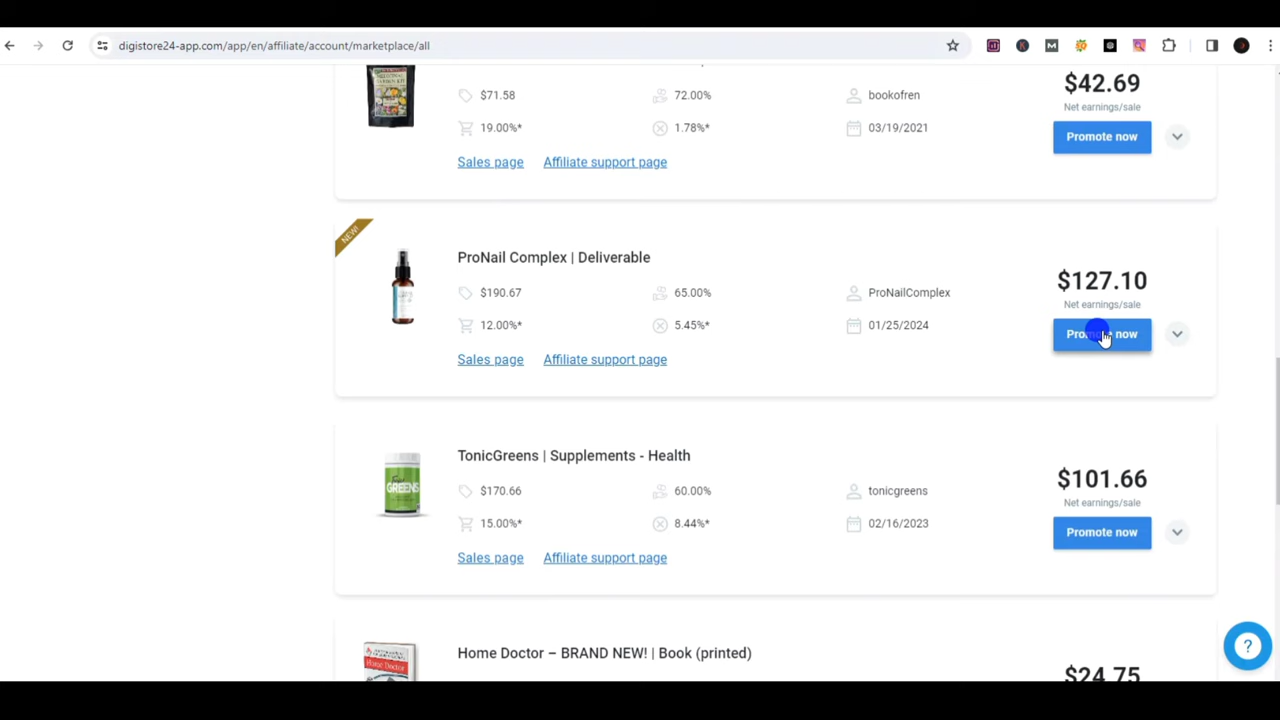 digistore24-app.com/app/en/affiliate/account/marketplace/all
$42.69
$71.58 72.00% bookofren
Net earnings/sale
19.00%* 1.78%* 03/19/2021
Promote now
Sales page Affiliate support page
NEW!
ProNail Complex | Deliverable
$127.10
$190.67 65.00% ProNailComplex
Net earnings/sale
12.00%* 5.45%* 01/25/2024
Promote now
Sales page Affiliate support page
TonicGreens | Supplements - Health
$101.66
GREENS
$170.66 60.00% tonicgreens
Net earnings/sale
15.00%* 8.44%* 02/16/2023
Promote now
Sales page Affiliate support page
Home Doctor – BRAND NEW! | Book (printed)
Home Doctor
$24.75